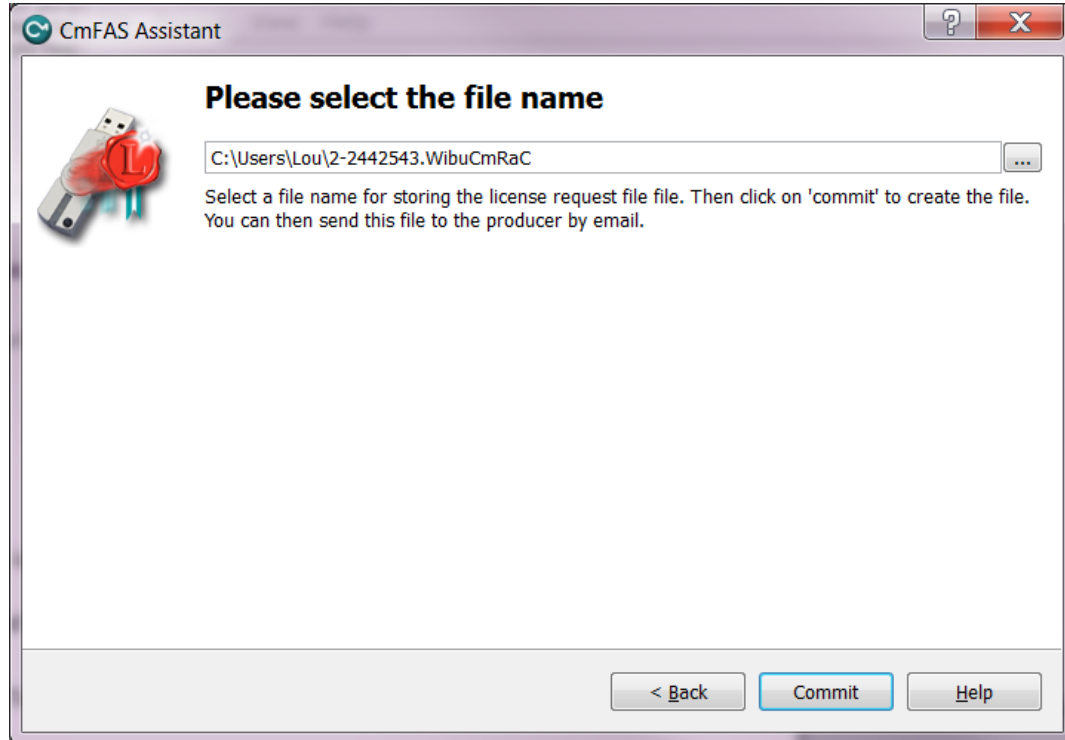 CmFAS Assistant
Please select the file name
C:\Users\Lou\2-2442543.WibuCmRaC
...
Select a file name for storing the license request file file. Then click on 'commit' to create the file.
You can then send this file to the producer by email.
L
< Back
Commit
Help